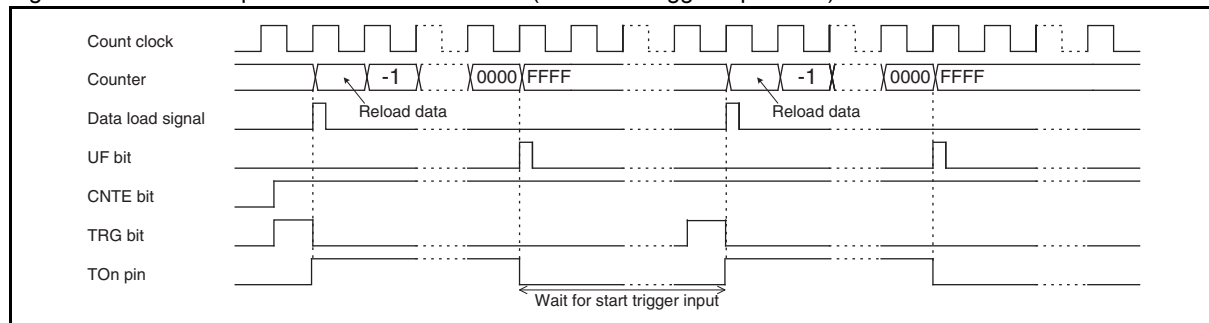 Count clock
Counter
-1
0000
FFFF
-1
0000
FFFF
Reload data
Reload data
Data load signal
UF bit
CNTE bit
TRG bit
TOn pin
Wait for start trigger input